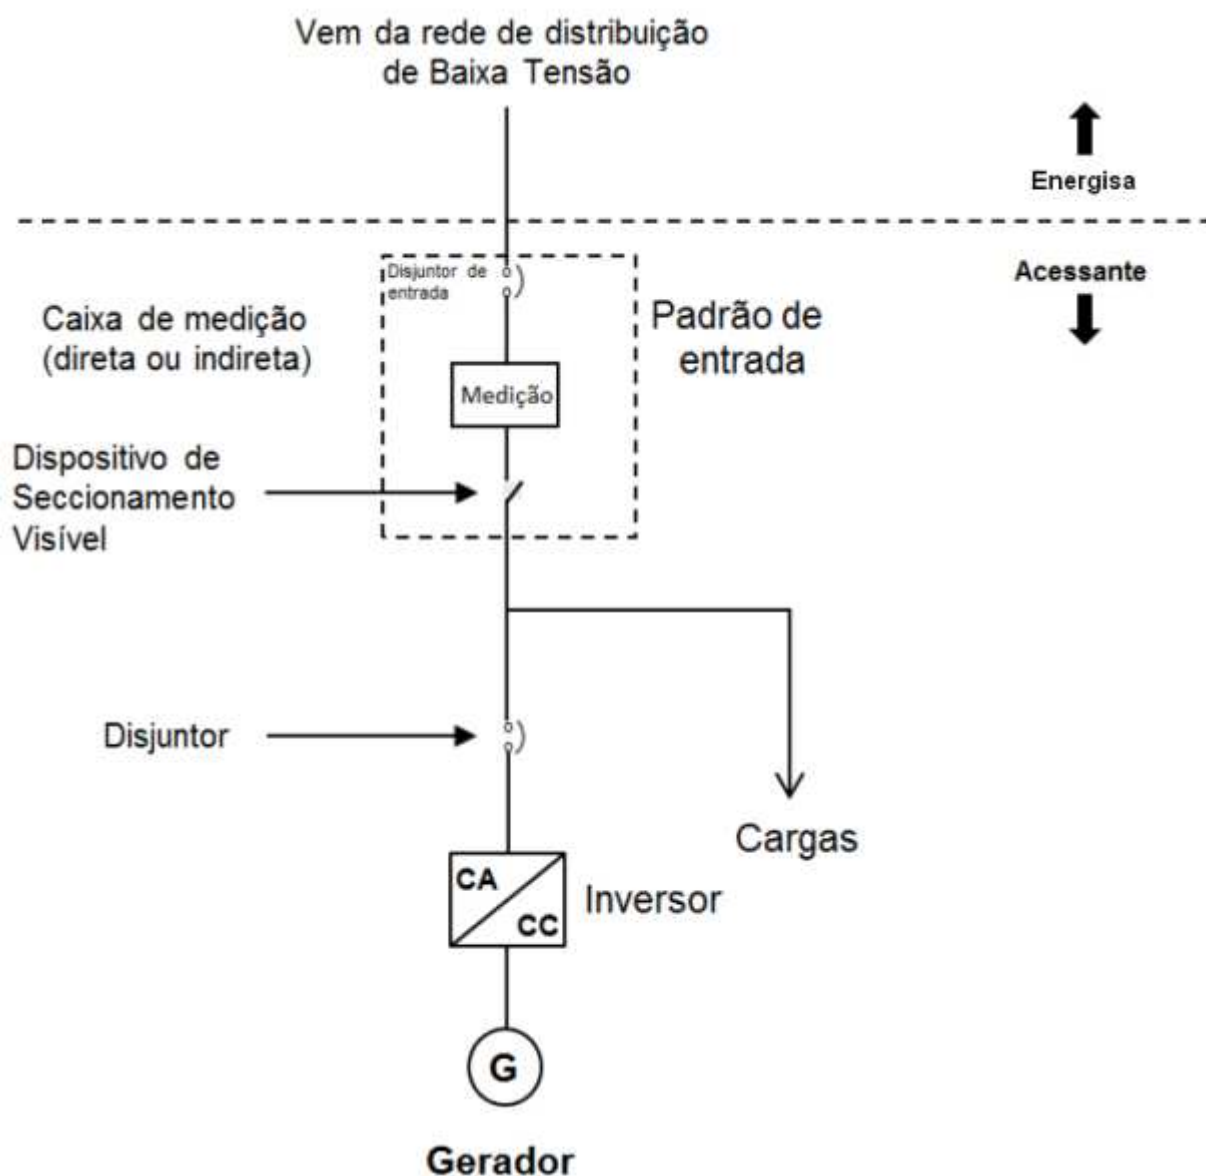 Vem da rede de distribuição
de Baixa Tensão
Energisa
Acessante
Disjuntor de
entrada
Padrão de
entrada
Caixa de medição
(direta ou indireta)
Medição
Dispositivo de
Seccionamento
Visível
Disjuntor
Cargas
CA
CC
Inversor
G
Gerador